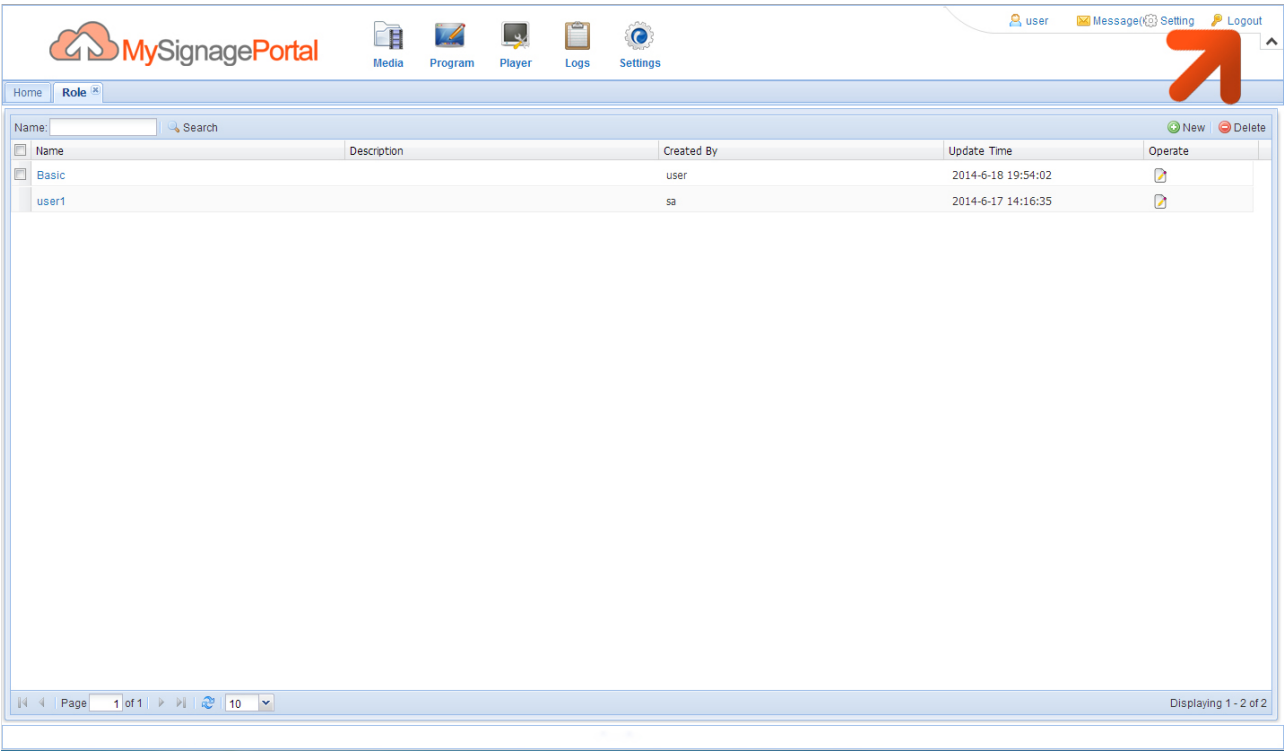 user Message( Setting Logout
MySignagePortal
Media Program Player Logs Settings
Home Role
Name: Search New Delete
Name Description Created By Update Time Operate
Basic user 2014-6-18 19:54:02
user1 sa 2014-6-17 14:16:35
Page 1 of 1 10 Displaying 1 - 2 of 2